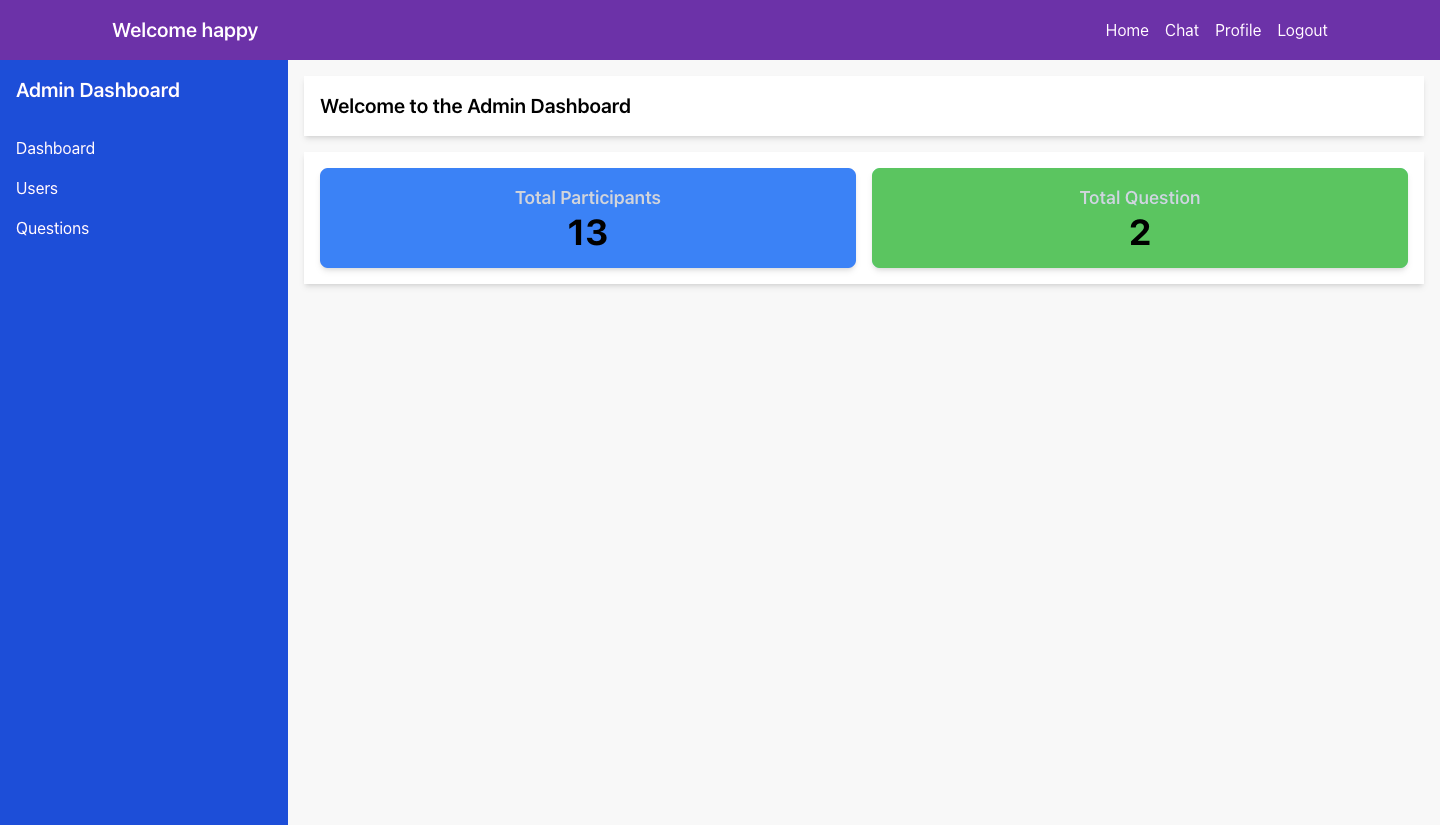 Welcome happy
Home Chat Profile Logout
Admin Dashboard
Dashboard
Users
Questions
Welcome to the Admin Dashboard
Total Participants
13
Total Question
2